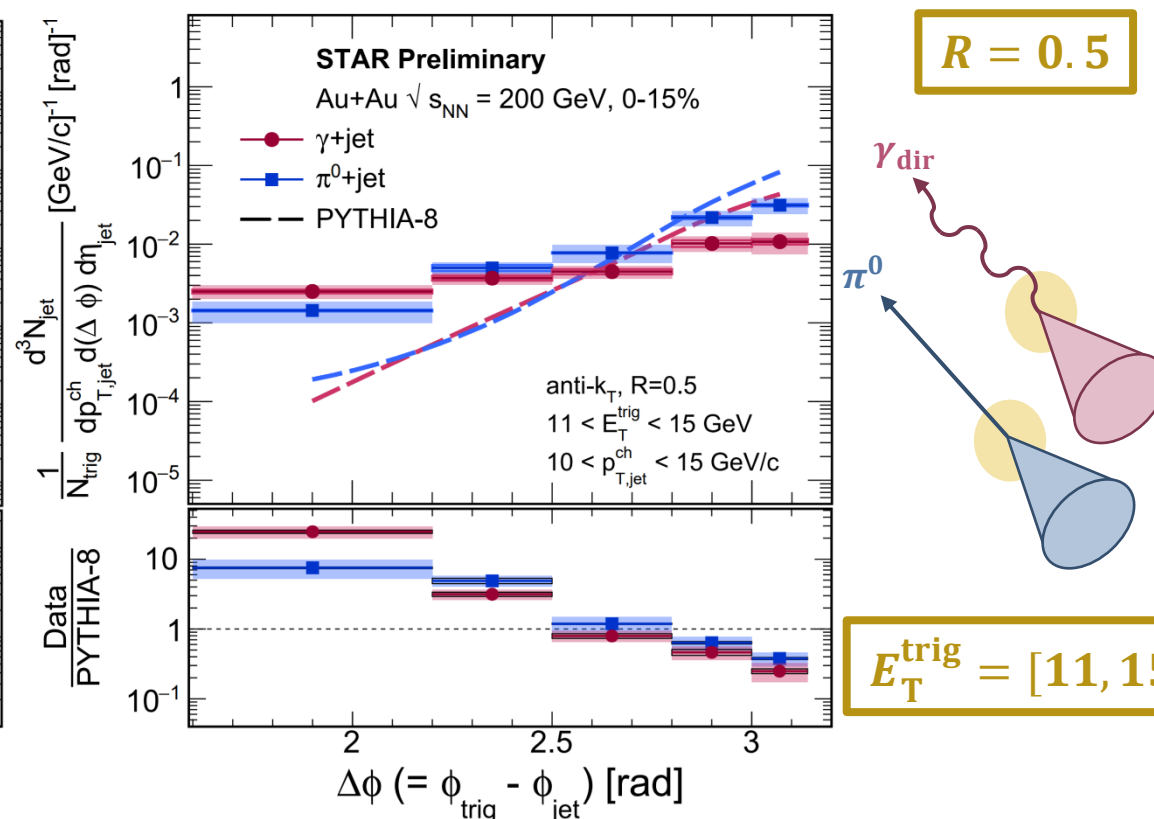 STAR Preliminary
Au+Au √ s_NN = 200 GeV, 0-15%
γ+jet
π⁰+jet
PYTHIA-8
1/N_trig d³N_jet/(dp^ch_T,jet d(Δ φ) dη_jet) [GeV/c]⁻¹ [rad]⁻¹
1
10⁻¹
10⁻²
10⁻³
10⁻⁴
10⁻⁵
anti-k_T, R=0.5
11 < E_T^trig < 15 GeV
10 < p_T,jet^ch < 15 GeV/c
Data/PYTHIA-8
10
1
10⁻¹
2 2.5 3
Δϕ (= ϕ_trig - ϕ_jet) [rad]
R = 0.5
γ_dir
π⁰
E_T^trig = [11, 15